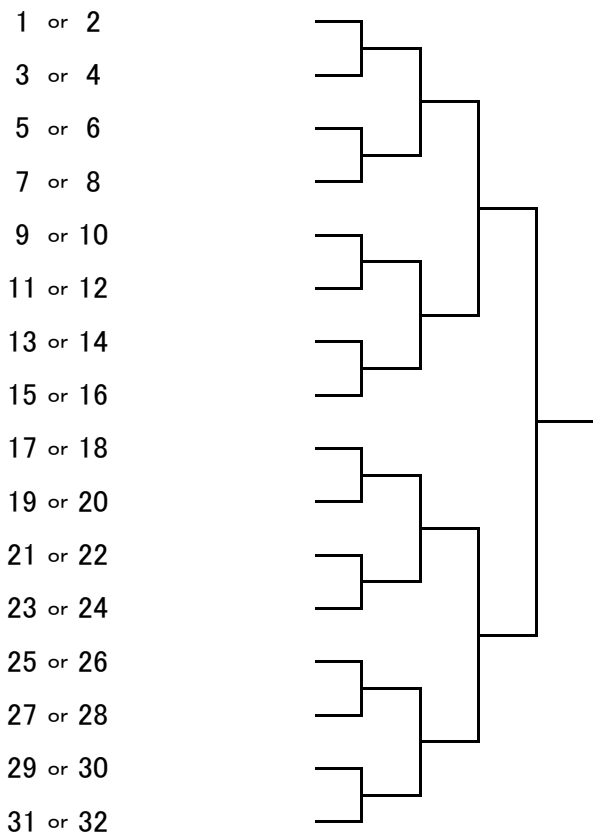 1 or 2
3 or 4
5 or 6
7 or 8
9 or 10
11 or 12
13 or 14
15 or 16
17 or 18
19 or 20
21 or 22
23 or 24
25 or 26
27 or 28
29 or 30
31 or 32